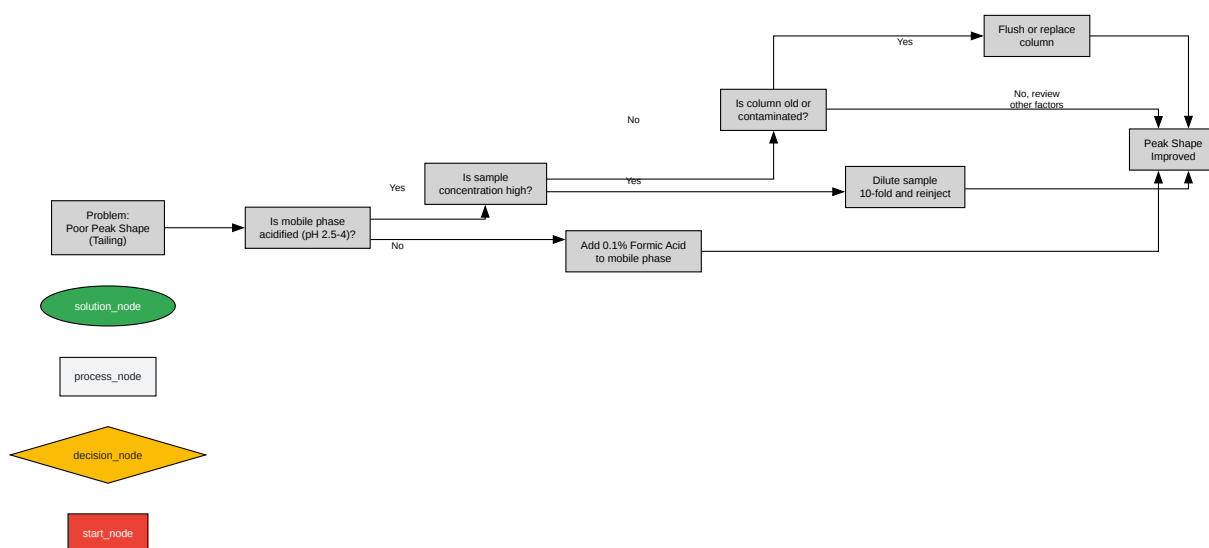 Flush or replace
column
Yes
Is column old or
contaminated?
No, review
other factors
No
Peak Shape
Improved
Is sample
concentration high?
Yes
Yes
Dilute sample
10-fold and reinject
Problem:
Poor Peak Shape
(Tailing)
Is mobile phase
acidified (pH 2.5-4)?
No
Add 0.1% Formic Acid
to mobile phase
solution_node
process_node
decision_node
start_node